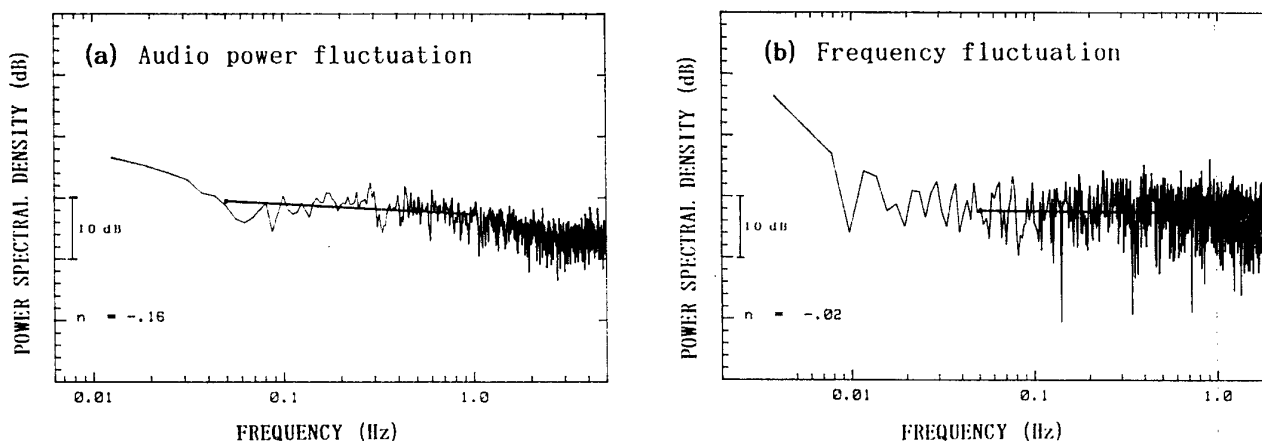 (a) Audio power fluctuation
POWER SPECTRAL DENSITY (dB)
10 dB
n = -.16
0.01 0.1 1.0
FREQUENCY (Hz)
(b) Frequency fluctuation
POWER SPECTRAL DENSITY (dB)
10 dB
n = -.02
0.01 0.1 1.0
FREQUENCY (Hz)